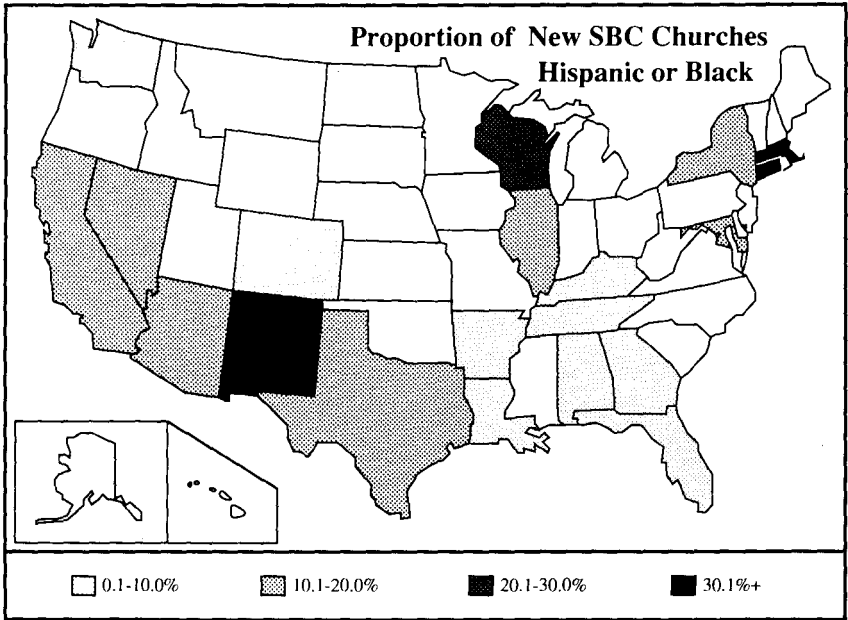 Proportion of New SBC Churches
Hispanic or Black
0.1-10.0%
10.1-20.0%
20.1-30.0%
30.1%+